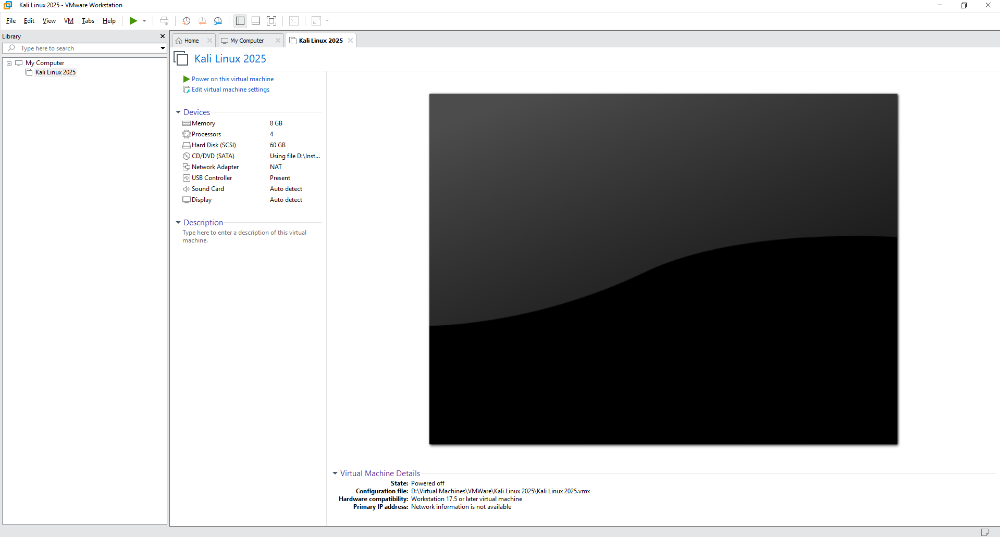 Kali Linux 2025 - VMware Workstation
File Edit View VM Tabs Help
Library
Type here to search
My Computer
Kali Linux 2025
Home My Computer Kali Linux 2025
Kali Linux 2025
Power on this virtual machine
Edit virtual machine settings
Devices
Memory 8 GB
Processors 4
Hard Disk (SCSI) 60 GB
CD/DVD (SATA) Using file D:\Inst...
Network Adapter NAT
USB Controller Present
Sound Card Auto detect
Display Auto detect
Description
Type here to enter a description of this virtual
machine.
Virtual Machine Details
State: Powered off
Configuration file: D:\Virtual Machines\VMWare\Kali Linux 2025\Kali Linux 2025.vmx
Hardware compatibility: Workstation 17.5 or later virtual machine
Primary IP address: Network information is not available